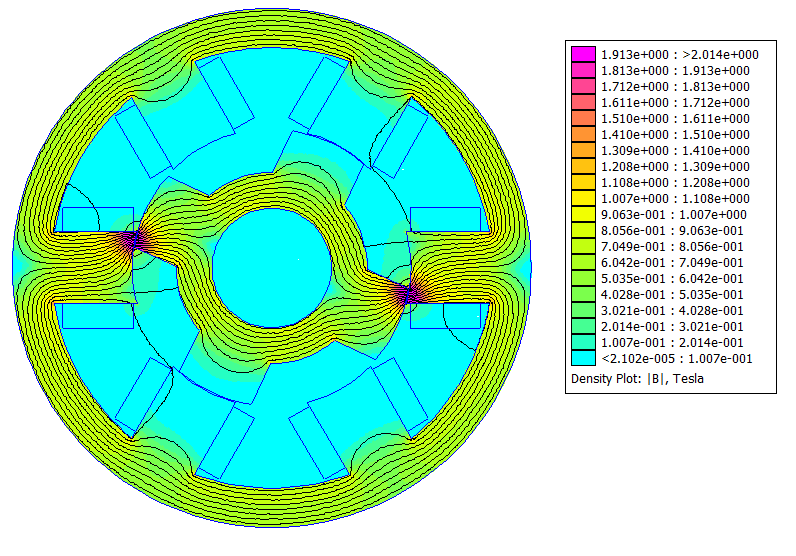 1.913e+000 : >2.014e+000
1.813e+000 : 1.913e+000
1.712e+000 : 1.813e+000
1.611e+000 : 1.712e+000
1.510e+000 : 1.611e+000
1.410e+000 : 1.510e+000
1.309e+000 : 1.410e+000
1.208e+000 : 1.309e+000
1.108e+000 : 1.208e+000
1.007e+000 : 1.108e+000
9.063e-001 : 1.007e+000
8.056e-001 : 9.063e-001
7.049e-001 : 8.056e-001
6.042e-001 : 7.049e-001
5.035e-001 : 6.042e-001
4.028e-001 : 5.035e-001
3.021e-001 : 4.028e-001
2.014e-001 : 3.021e-001
1.007e-001 : 2.014e-001
<2.102e-005 : 1.007e-001
Density Plot: |B|, Tesla